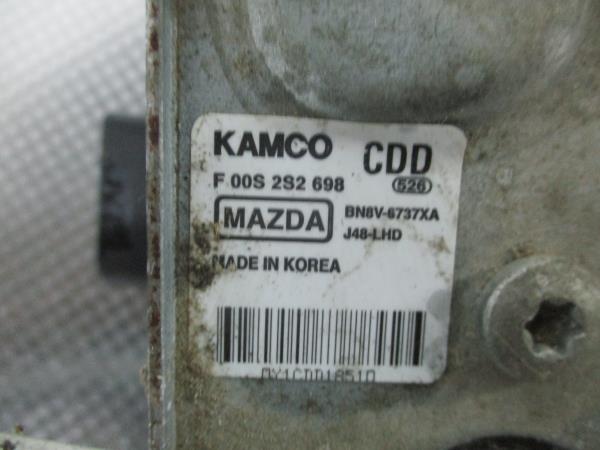 KAMCO CDD
F 00S 2S2 698 526
MAZDA BN8V-6737XA
J48-LHD
MADE IN KOREA